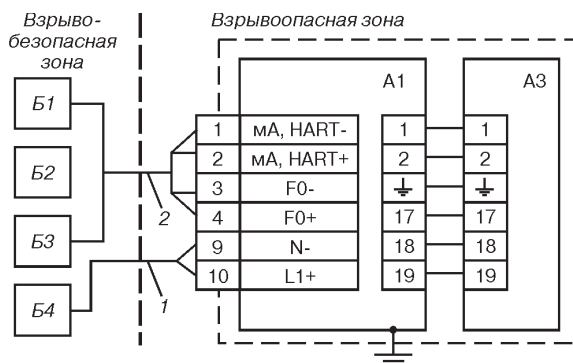 Взрыво-
безопасная
зона
Взрывоопасная зона
Б1
Б2
Б3
Б4
2
1
А1
А3
1 мА, HART-
2 мА, HART+
3 F0-
4 F0+
9 N-
10 L1+
1 1
2 2
17 17
18 18
19 19